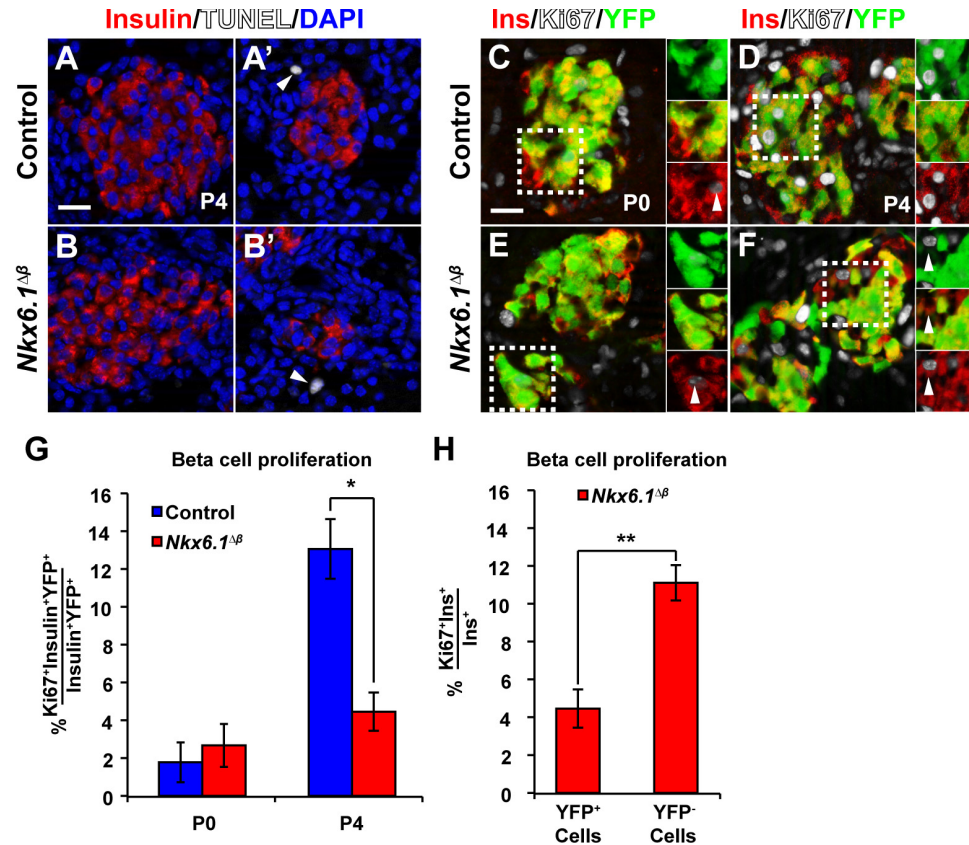 Insulin/TUNEL/DAPI
Ins/Ki67/YFP
Ins/Ki67/YFP
Control
A
P4
A'
C
P0
D
P4
Nkx6.1Δβ
B
B'
E
F
G
Beta cell proliferation
% Ki67+Insulin+YFP+
Insulin+YFP+
16
14
12
10
8
6
4
2
0
Control
Nkx6.1Δβ
*
P0
P4
H
Beta cell proliferation
% Ki67+Ins+
Ins+
16
14
12
10
8
6
4
2
0
Nkx6.1Δβ
**
YFP+
Cells
YFP-
Cells